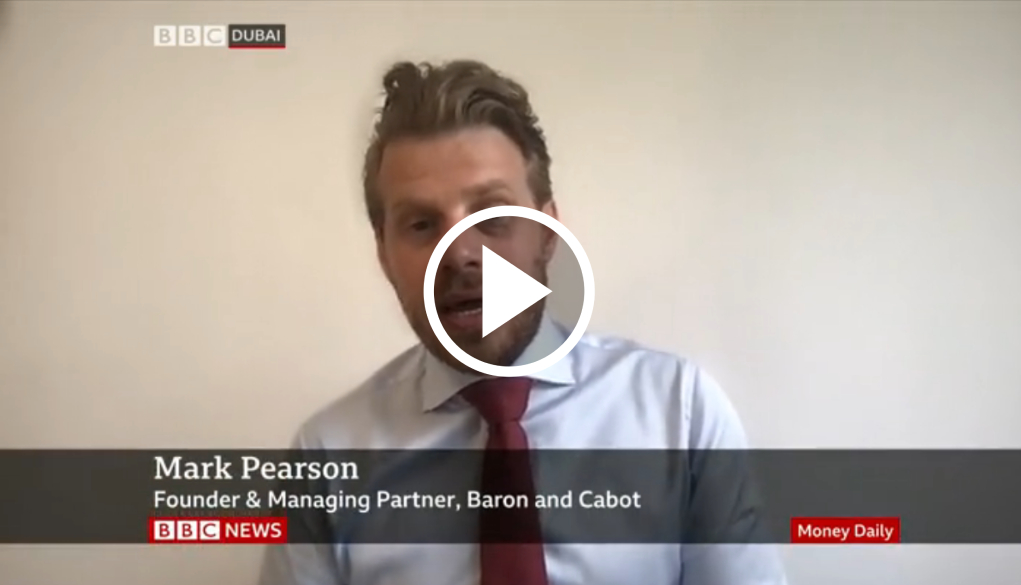 BBC DUBAI
Mark Pearson
Founder & Managing Partner, Baron and Cabot
BBC NEWS
Money Daily